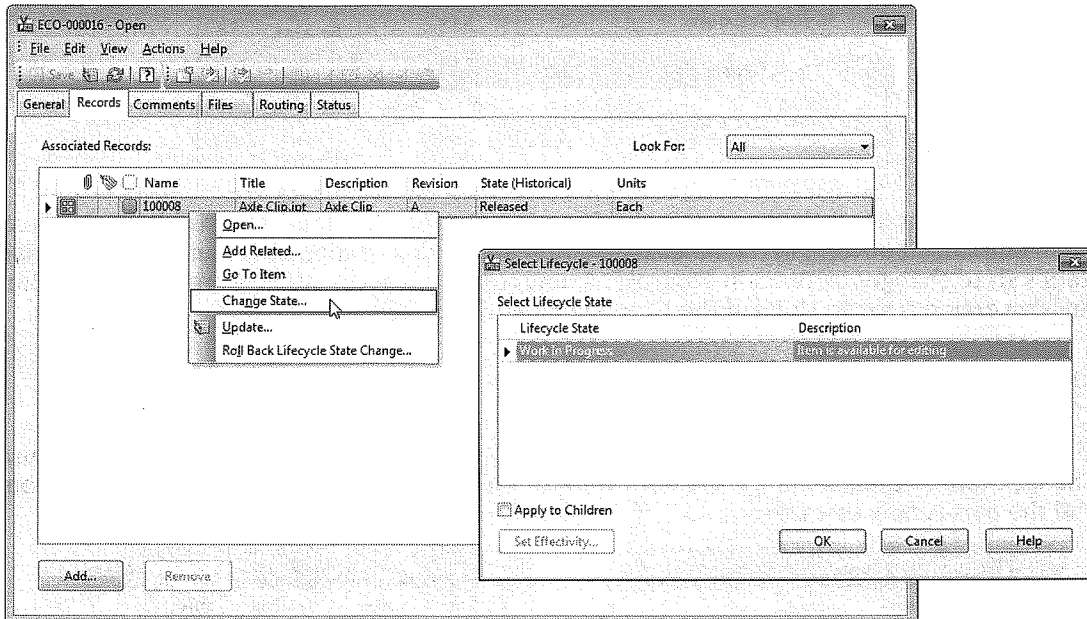 ECO-000016 - Open
File Edit View Actions Help
Save
General Records Comments Files Routing Status
Associated Records:
Look For: All
Name Title Description Revision State (Historical) Units
100008 Axle Clip.ipt Axle Clip A Released Each
Open...
Add Related...
Go To Item
Change State...
Update...
Roll Back Lifecycle State Change...
Add... Remove
Select Lifecycle - 100008
Select Lifecycle State
Lifecycle State Description
Work in Progress Item is available for editing
Apply to Children
Set Effectivity... OK Cancel Help